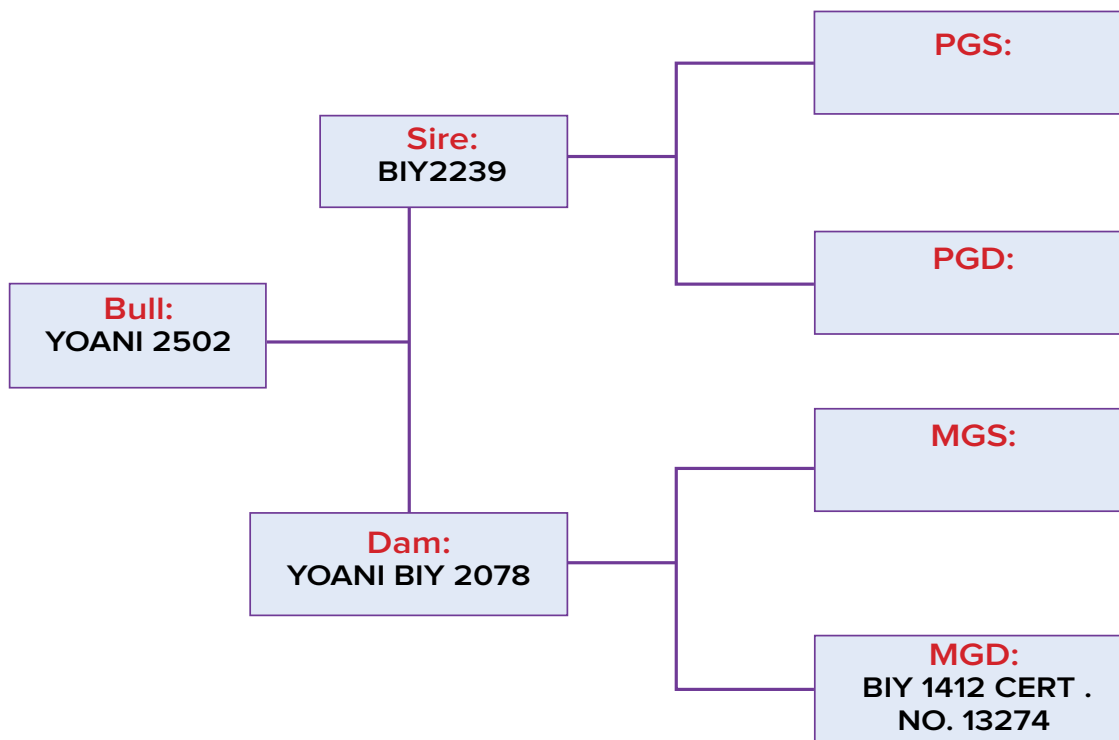 PGS:
Sire:
BIY2239
PGD:
Bull:
YOANI 2502
MGS:
Dam:
YOANI BIY 2078
MGD:
BIY 1412 CERT .
NO. 13274